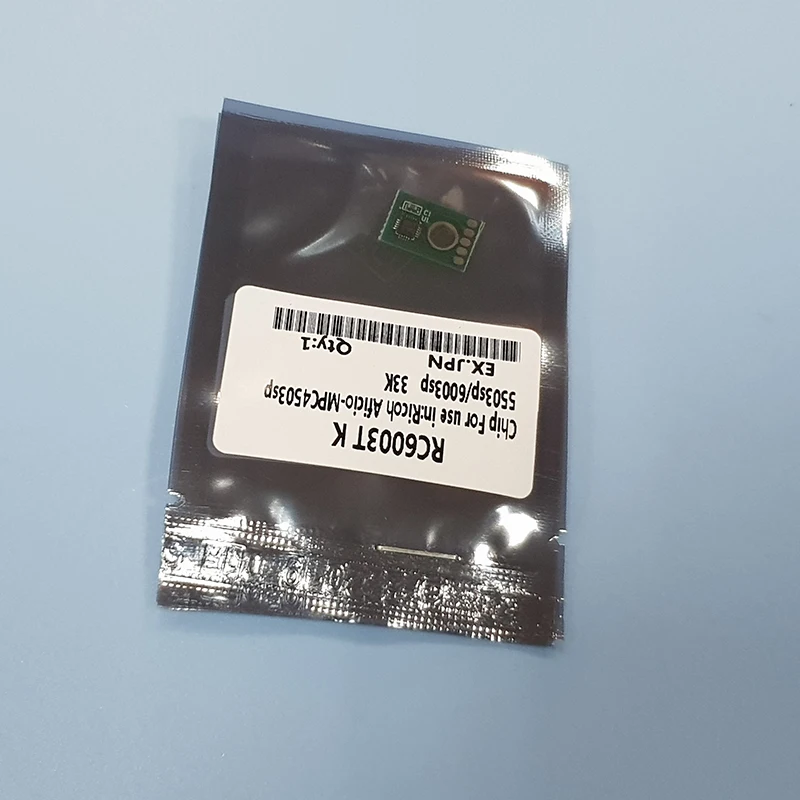 RC6003T K
Chip For use in:Ricoh Aficio-MPC4503sp
5503sp/6003sp 33K
EX.JPN
Qty:1